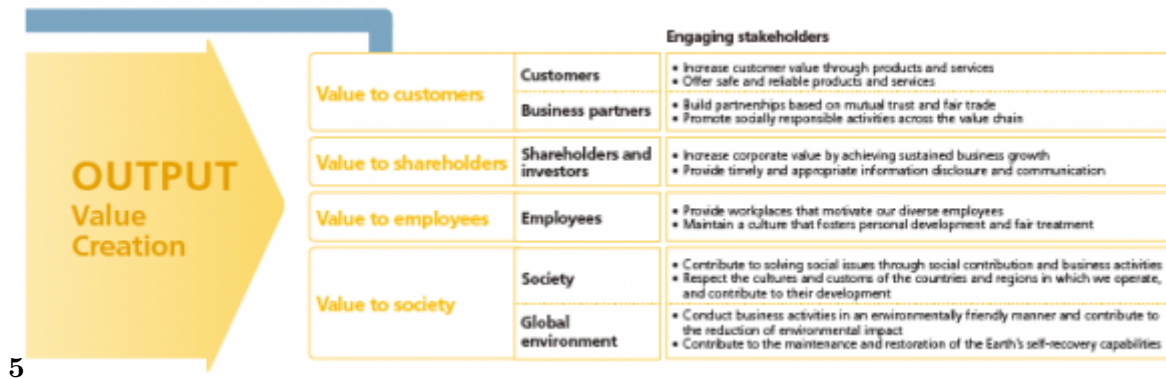 Engaging stakeholders
OUTPUT
Value
Creation
Value to customers
Customers
• Increase customer value through products and services
• Offer safe and reliable products and services
Business partners
• Build partnerships based on mutual trust and fair trade
• Promote socially responsible activities across the value chain
Value to shareholders
Shareholders and
investors
• Increase corporate value by achieving sustained business growth
• Provide timely and appropriate information disclosure and communication
Value to employees
Employees
• Provide workplaces that motivate our diverse employees
• Maintain a culture that fosters personal development and fair treatment
Value to society
Society
• Contribute to solving social issues through social contribution and business activities
• Respect the cultures and customs of the countries and regions in which we operate,
and contribute to their development
Global
environment
• Conduct business activities in an environmentally friendly manner and contribute to
the reduction of environmental impact
• Contribute to the maintenance and restoration of the Earth's self-recovery capabilities
5